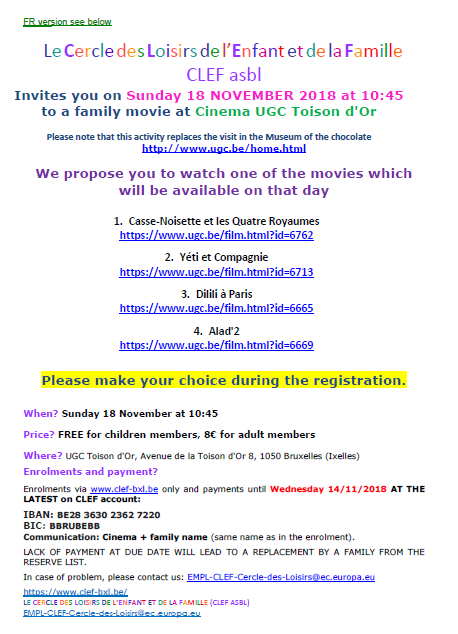 FR version see below
Le Cercle des Loisirs de l'Enfant et de la Famille
CLEF asbl
Invites you on Sunday 18 NOVEMBER 2018 at 10:45
to a family movie at Cinema UGC Toison d'Or
Please note that this activity replaces the visit in the Museum of the chocolate
http://www.ugc.be/home.html
We propose you to watch one of the movies which
will be available on that day
1. Casse-Noisette et les Quatre Royaumes
https://www.ugc.be/film.html?id=6762
2. Yéti et Compagnie
https://www.ugc.be/film.html?id=6713
3. Dilili à Paris
https://www.ugc.be/film.html?id=6665
4. Alad'2
https://www.ugc.be/film.html?id=6669
Please make your choice during the registration.
When? Sunday 18 November at 10:45
Price? FREE for children members, 8€ for adult members
Where? UGC Toison d'Or, Avenue de la Toison d'Or 8, 1050 Bruxelles (Ixelles)
Enrolments and payment?
Enrolments via www.clef-bxl.be only and payments until Wednesday 14/11/2018 AT THE
LATEST on CLEF account:
IBAN: BE28 3630 2362 7220
BIC: BBRUBEBB
Communication: Cinema + family name (same name as in the enrolment).
LACK OF PAYMENT AT DUE DATE WILL LEAD TO A REPLACEMENT BY A FAMILY FROM THE
RESERVE LIST.
In case of problem, please contact us: EMPL-CLEF-Cercle-des-Loisirs@ec.europa.eu
https://www.clef-bxl.be/
LE CERCLE DES LOISIRS DE L'ENFANT ET DE LA FAMILLE (CLEF ASBL)
EMPL-CLEF-Cercle-des-Loisirs@ec.europa.eu